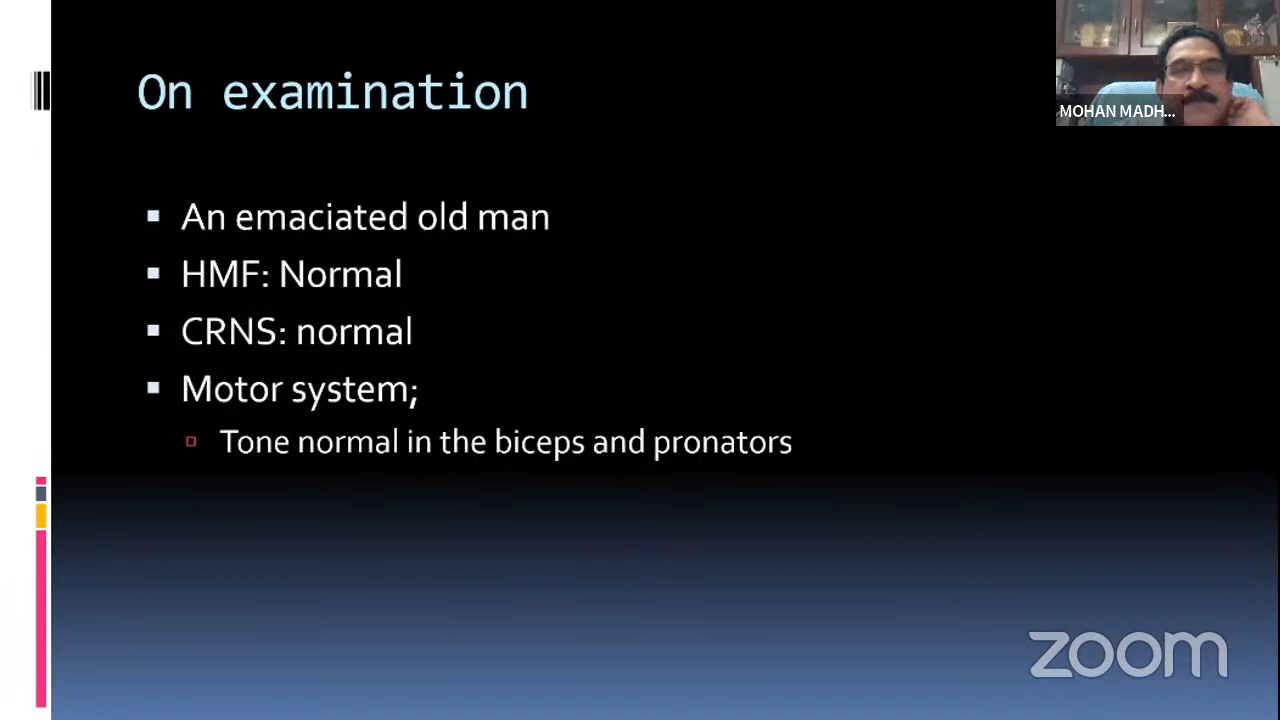 On examination
MOHAN MADH...
An emaciated old man
HMF: Normal
CRNS: normal
Motor system;
Tone normal in the biceps and pronators
zoom